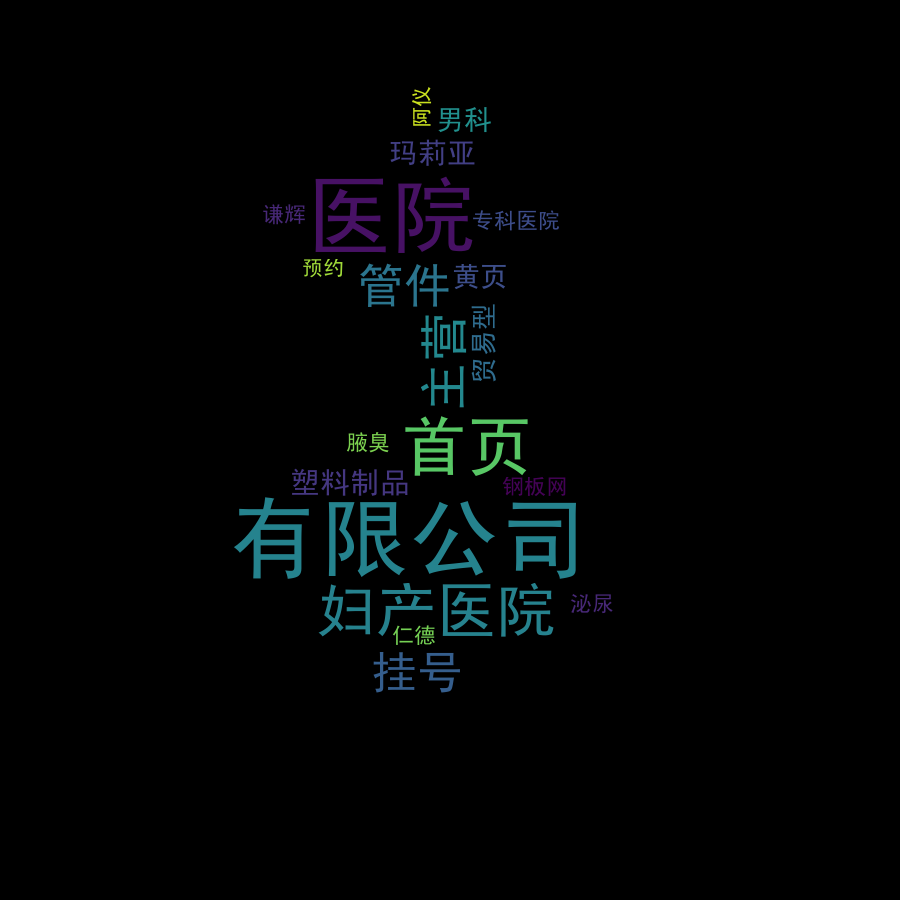 阿仪
男科
玛莉亚
医院
谦辉
专科医院
预约
管件
黄页
主营
贸易型
首页
腋臭
塑料制品
钢板网
有限公司
妇产医院
泌尿
仁德
挂号